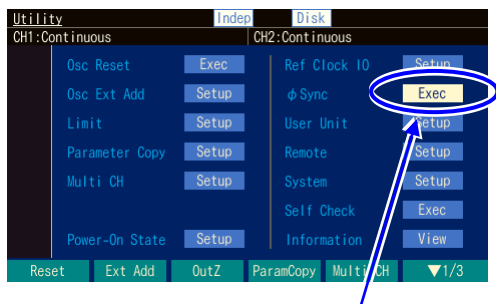 Utility Indep Disk
CH1:Continuous CH2:Continuous
Osc Reset Exec Ref Clock IO Setup
Osc Ext Add Setup φSync Exec
Limit Setup User Unit Setup
Parameter Copy Setup Remote Setup
Multi CH Setup System Setup
Self Check Exec
Power-On State Setup Information View
Reset Ext Add OutZ ParamCopy Multi CH ▼1/3